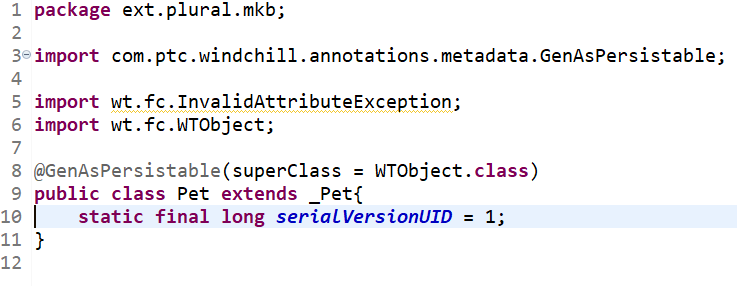 1 package ext.plural.mkb;
2
3 import com.ptc.windchill.annotations.metadata.GenAsPersistable;
4
5 import wt.fc.InvalidAttributeException;
6 import wt.fc.WTObject;
7
8 @GenAsPersistable(superClass = WTObject.class)
9 public class Pet extends _Pet{
10     static final long serialVersionUID = 1;
11 }
12